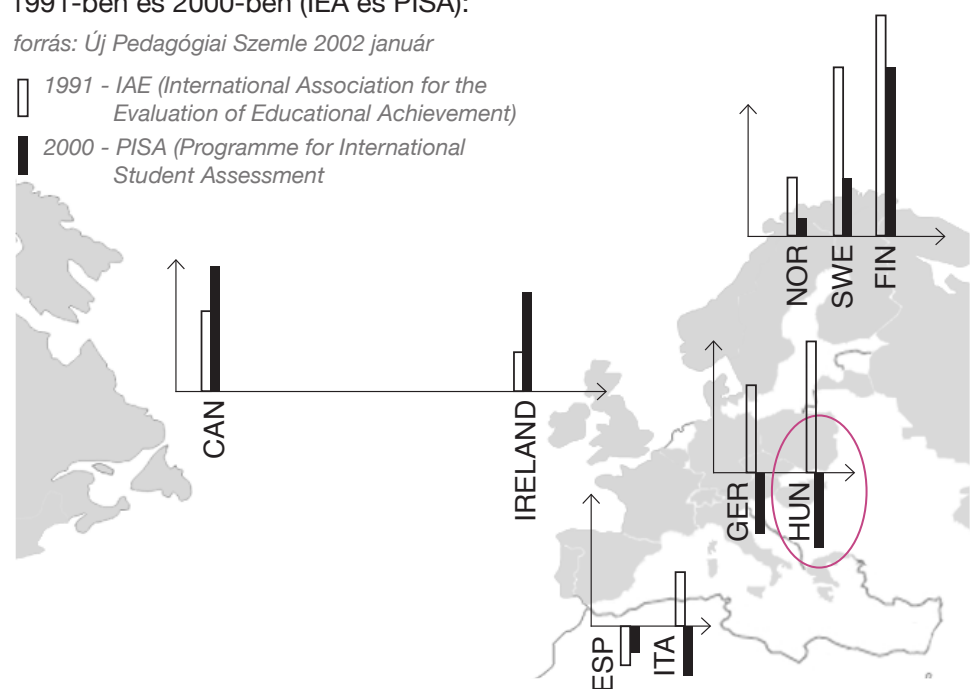 1991-ben és 2000-ben (IEA és PISA):
forrás: Új Pedagógiai Szemle 2002 január
1991 - IAE (International Association for the
Evaluation of Educational Achievement)
2000 - PISA (Programme for International
Student Assessment
NOR
SWE
FIN
CAN
IRELAND
GER
HUN
ESP
ITA